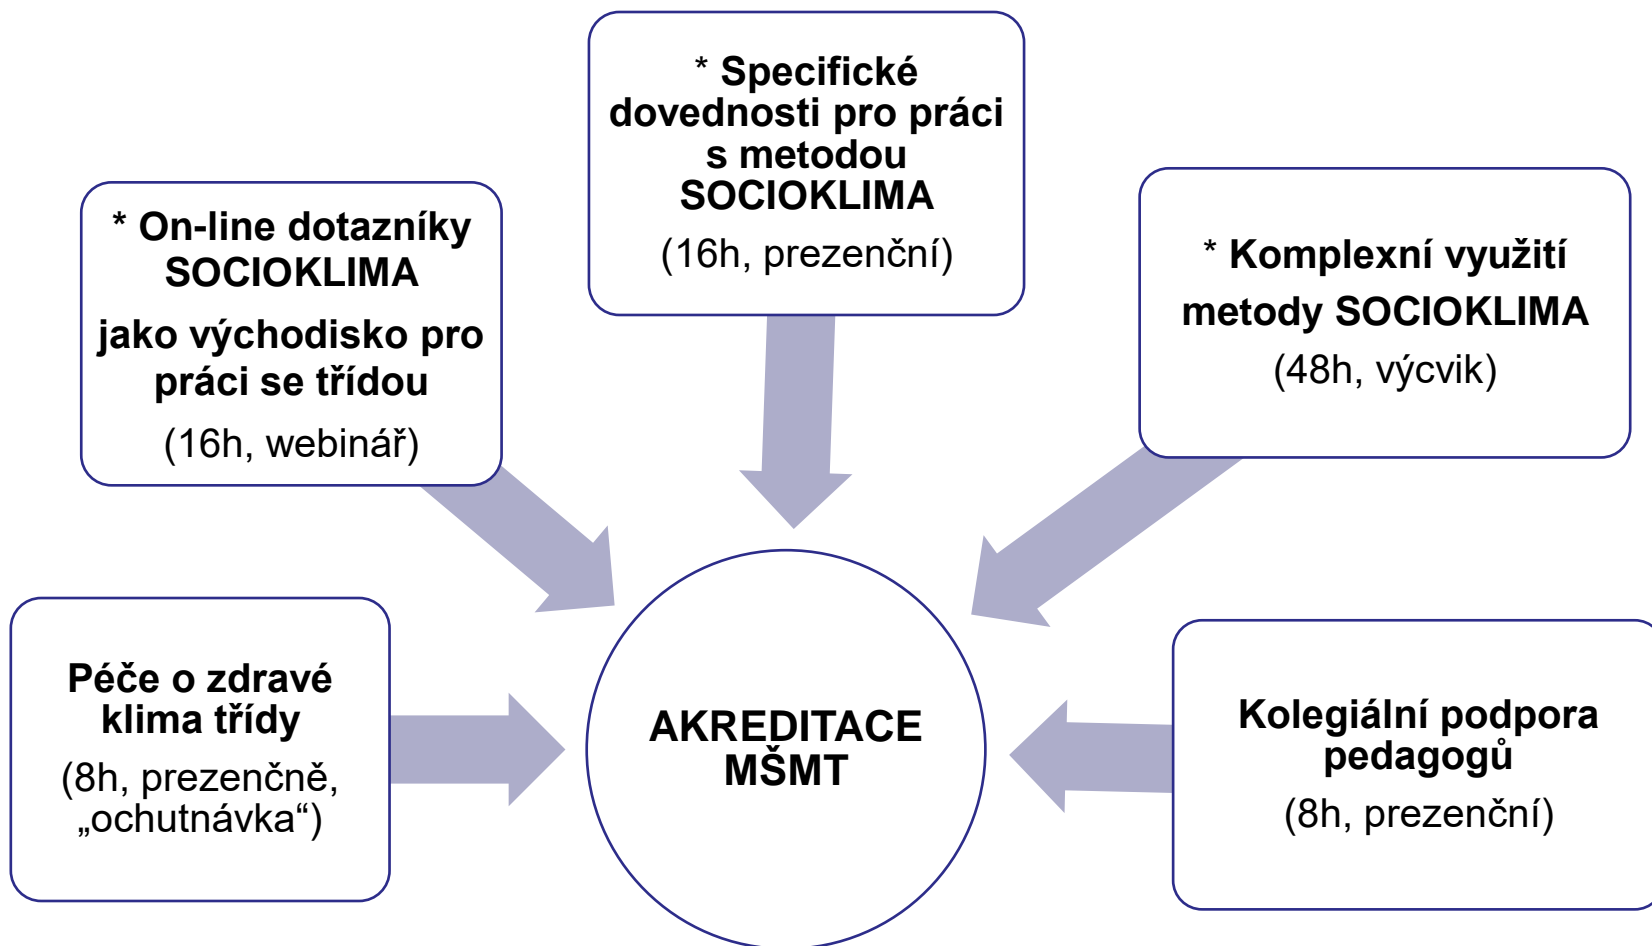 * Specifické
dovednosti pro práci
s metodou
SOCIOKLIMA
(16h, prezenční)
* On-line dotazníky
SOCIOKLIMA
jako východisko pro
práci se třídou
(16h, webinář)
* Komplexní využití
metody SOCIOKLIMA
(48h, výcvik)
Péče o zdravé
klima třídy
(8h, prezenčně,
„ochutnávka“)
AKREDITACE
MŠMT
Kolegiální podpora
pedagogů
(8h, prezenční)